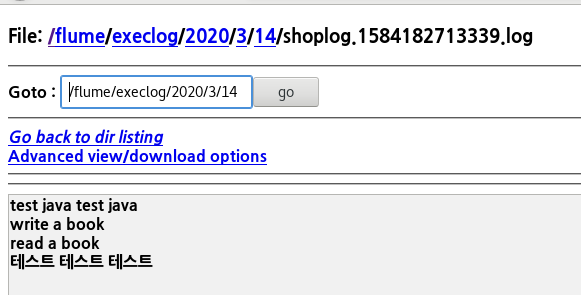 File: /flume/execlog/2020/3/14/shoplog.1584182713339.log
Goto : /flume/execlog/2020/3/14 go
Go back to dir listing
Advanced view/download options
test java test java
write a book
read a book
테스트 테스트 테스트